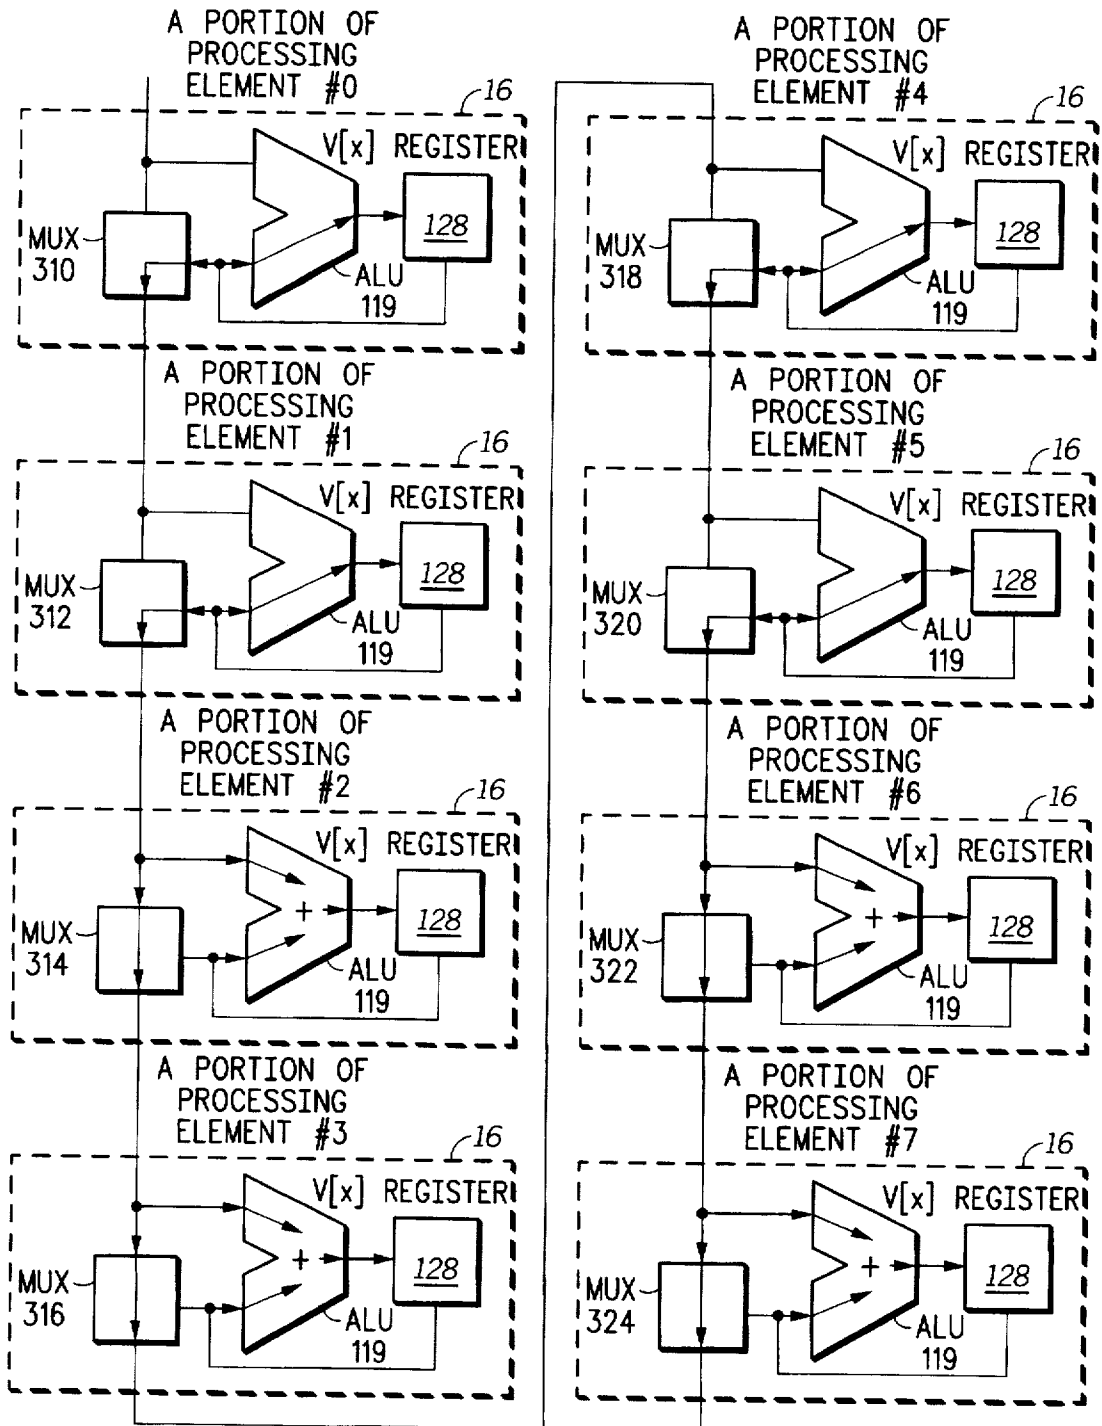 A PORTION OF
PROCESSING
ELEMENT #0
16
V[x] REGISTER
MUX
310
128
ALU
119
A PORTION OF
PROCESSING
ELEMENT #1
16
V[x] REGISTER
MUX
312
128
ALU
119
A PORTION OF
PROCESSING
ELEMENT #2
16
V[x] REGISTER
MUX
314
+
128
ALU
119
A PORTION OF
PROCESSING
ELEMENT #3
16
V[x] REGISTER
MUX
316
+
128
ALU
119
A PORTION OF
PROCESSING
ELEMENT #4
16
V[x] REGISTER
MUX
318
128
ALU
119
A PORTION OF
PROCESSING
ELEMENT #5
16
V[x] REGISTER
MUX
320
128
ALU
119
A PORTION OF
PROCESSING
ELEMENT #6
16
V[x] REGISTER
MUX
322
+
128
ALU
119
A PORTION OF
PROCESSING
ELEMENT #7
16
V[x] REGISTER
MUX
324
+
128
ALU
119